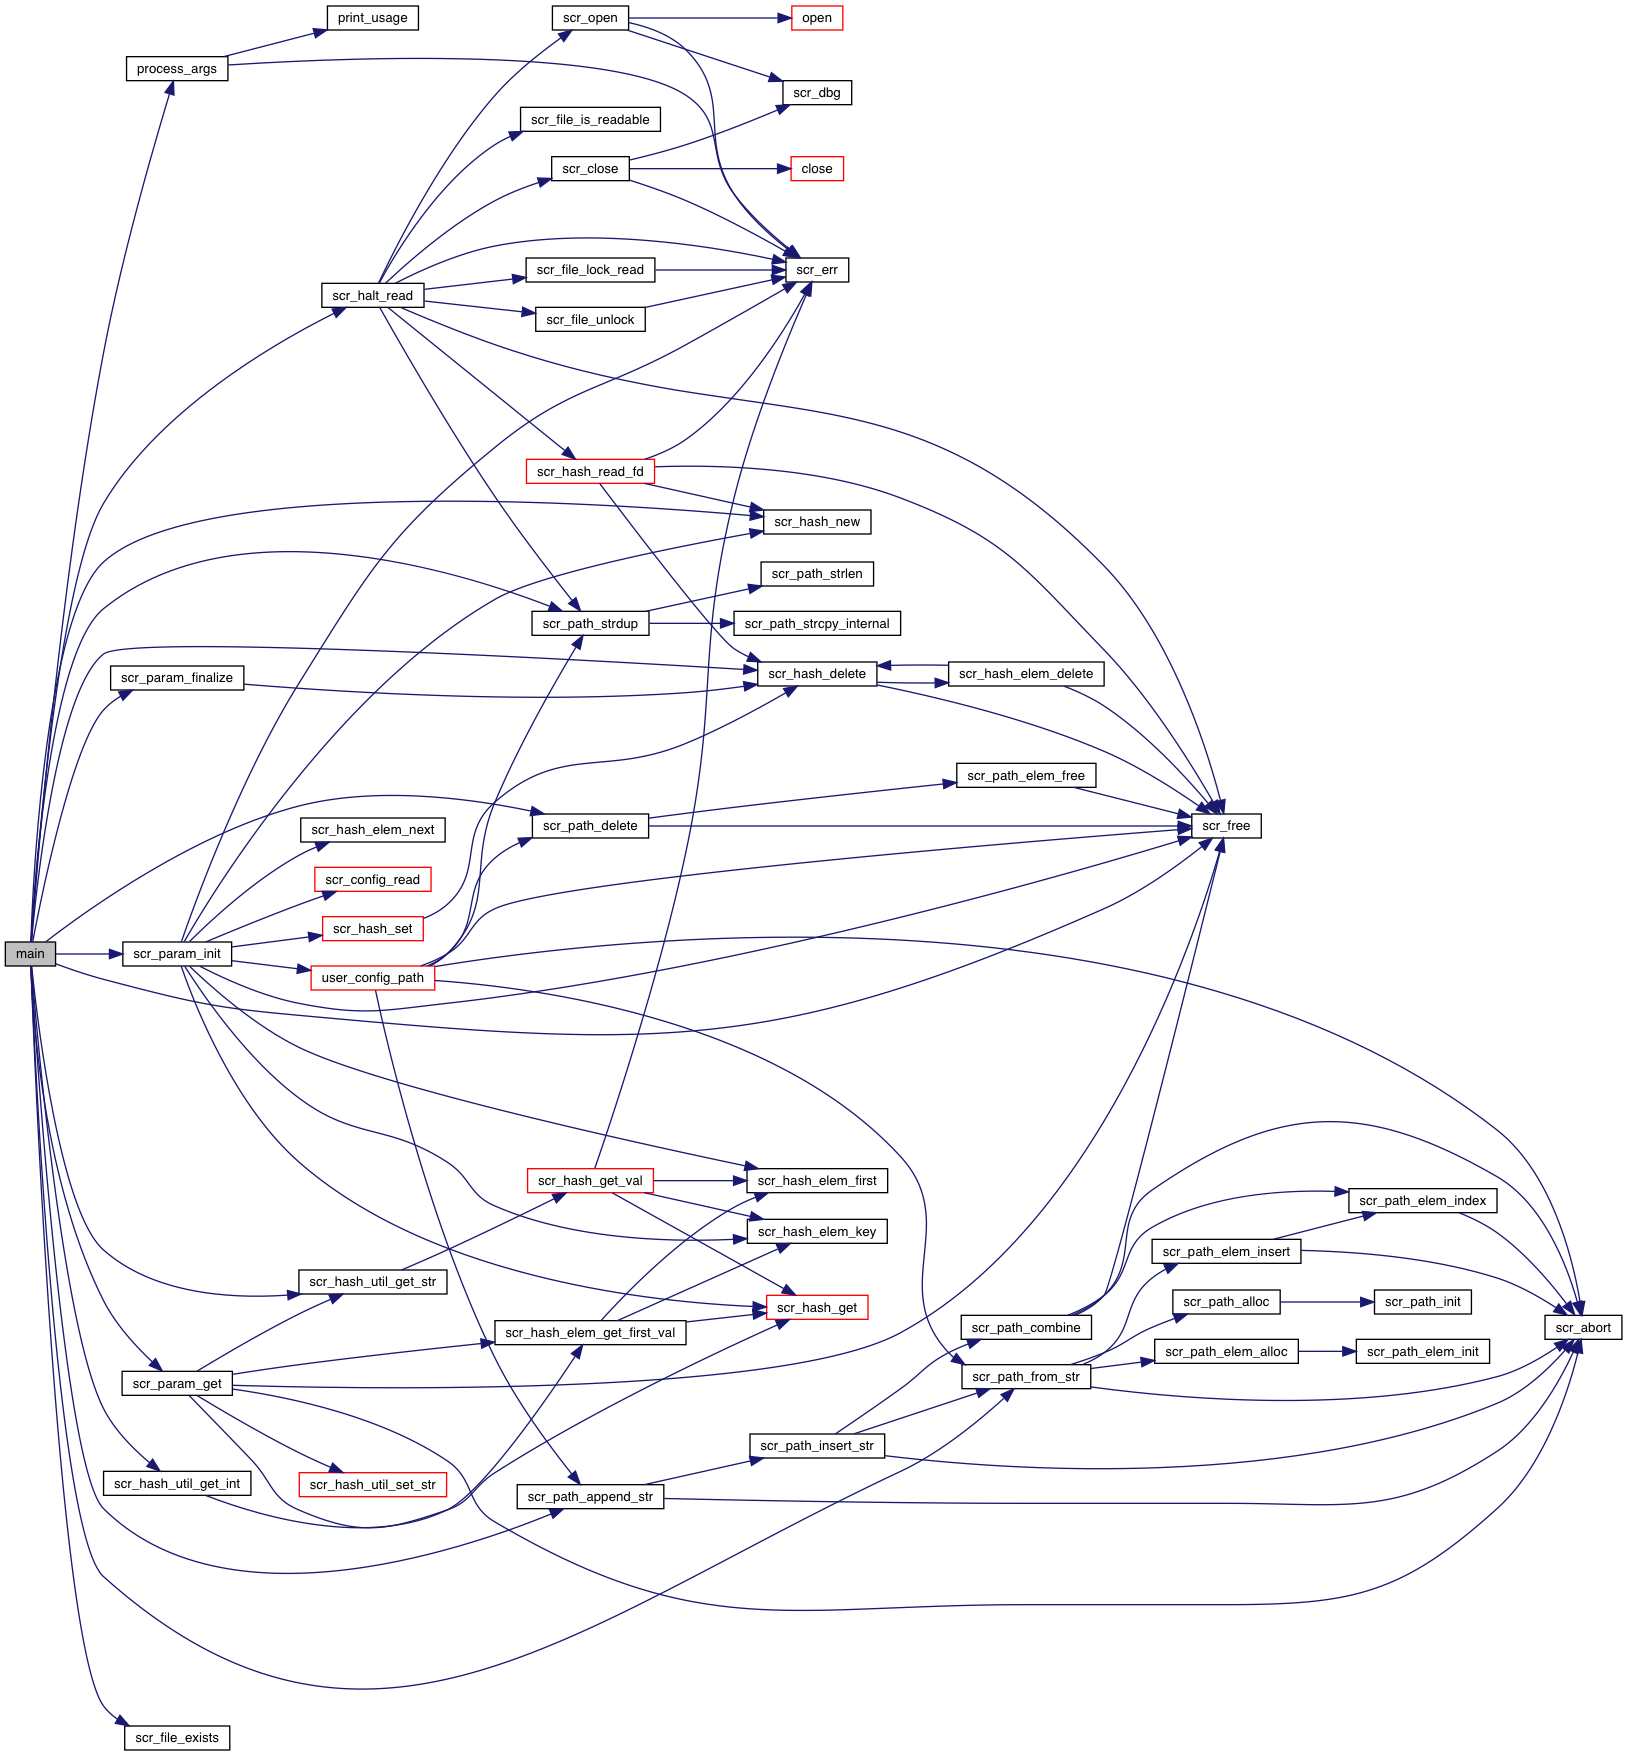 print_usage
scr_open
open
process_args
scr_dbg
scr_file_is_readable
scr_close
close
scr_file_lock_read
scr_err
scr_halt_read
scr_file_unlock
scr_hash_read_fd
scr_hash_new
scr_path_strlen
scr_path_strdup
scr_path_strcpy_internal
scr_param_finalize
scr_hash_delete
scr_hash_elem_delete
scr_path_elem_free
scr_hash_elem_next
scr_path_delete
scr_free
scr_config_read
scr_hash_set
main
scr_param_init
user_config_path
scr_hash_get_val
scr_hash_elem_first
scr_path_elem_index
scr_hash_elem_key
scr_path_elem_insert
scr_hash_util_get_str
scr_hash_get
scr_path_alloc
scr_path_init
scr_hash_elem_get_first_val
scr_path_combine
scr_abort
scr_path_elem_alloc
scr_path_elem_init
scr_param_get
scr_path_from_str
scr_path_insert_str
scr_hash_util_get_int
scr_hash_util_set_str
scr_path_append_str
scr_file_exists